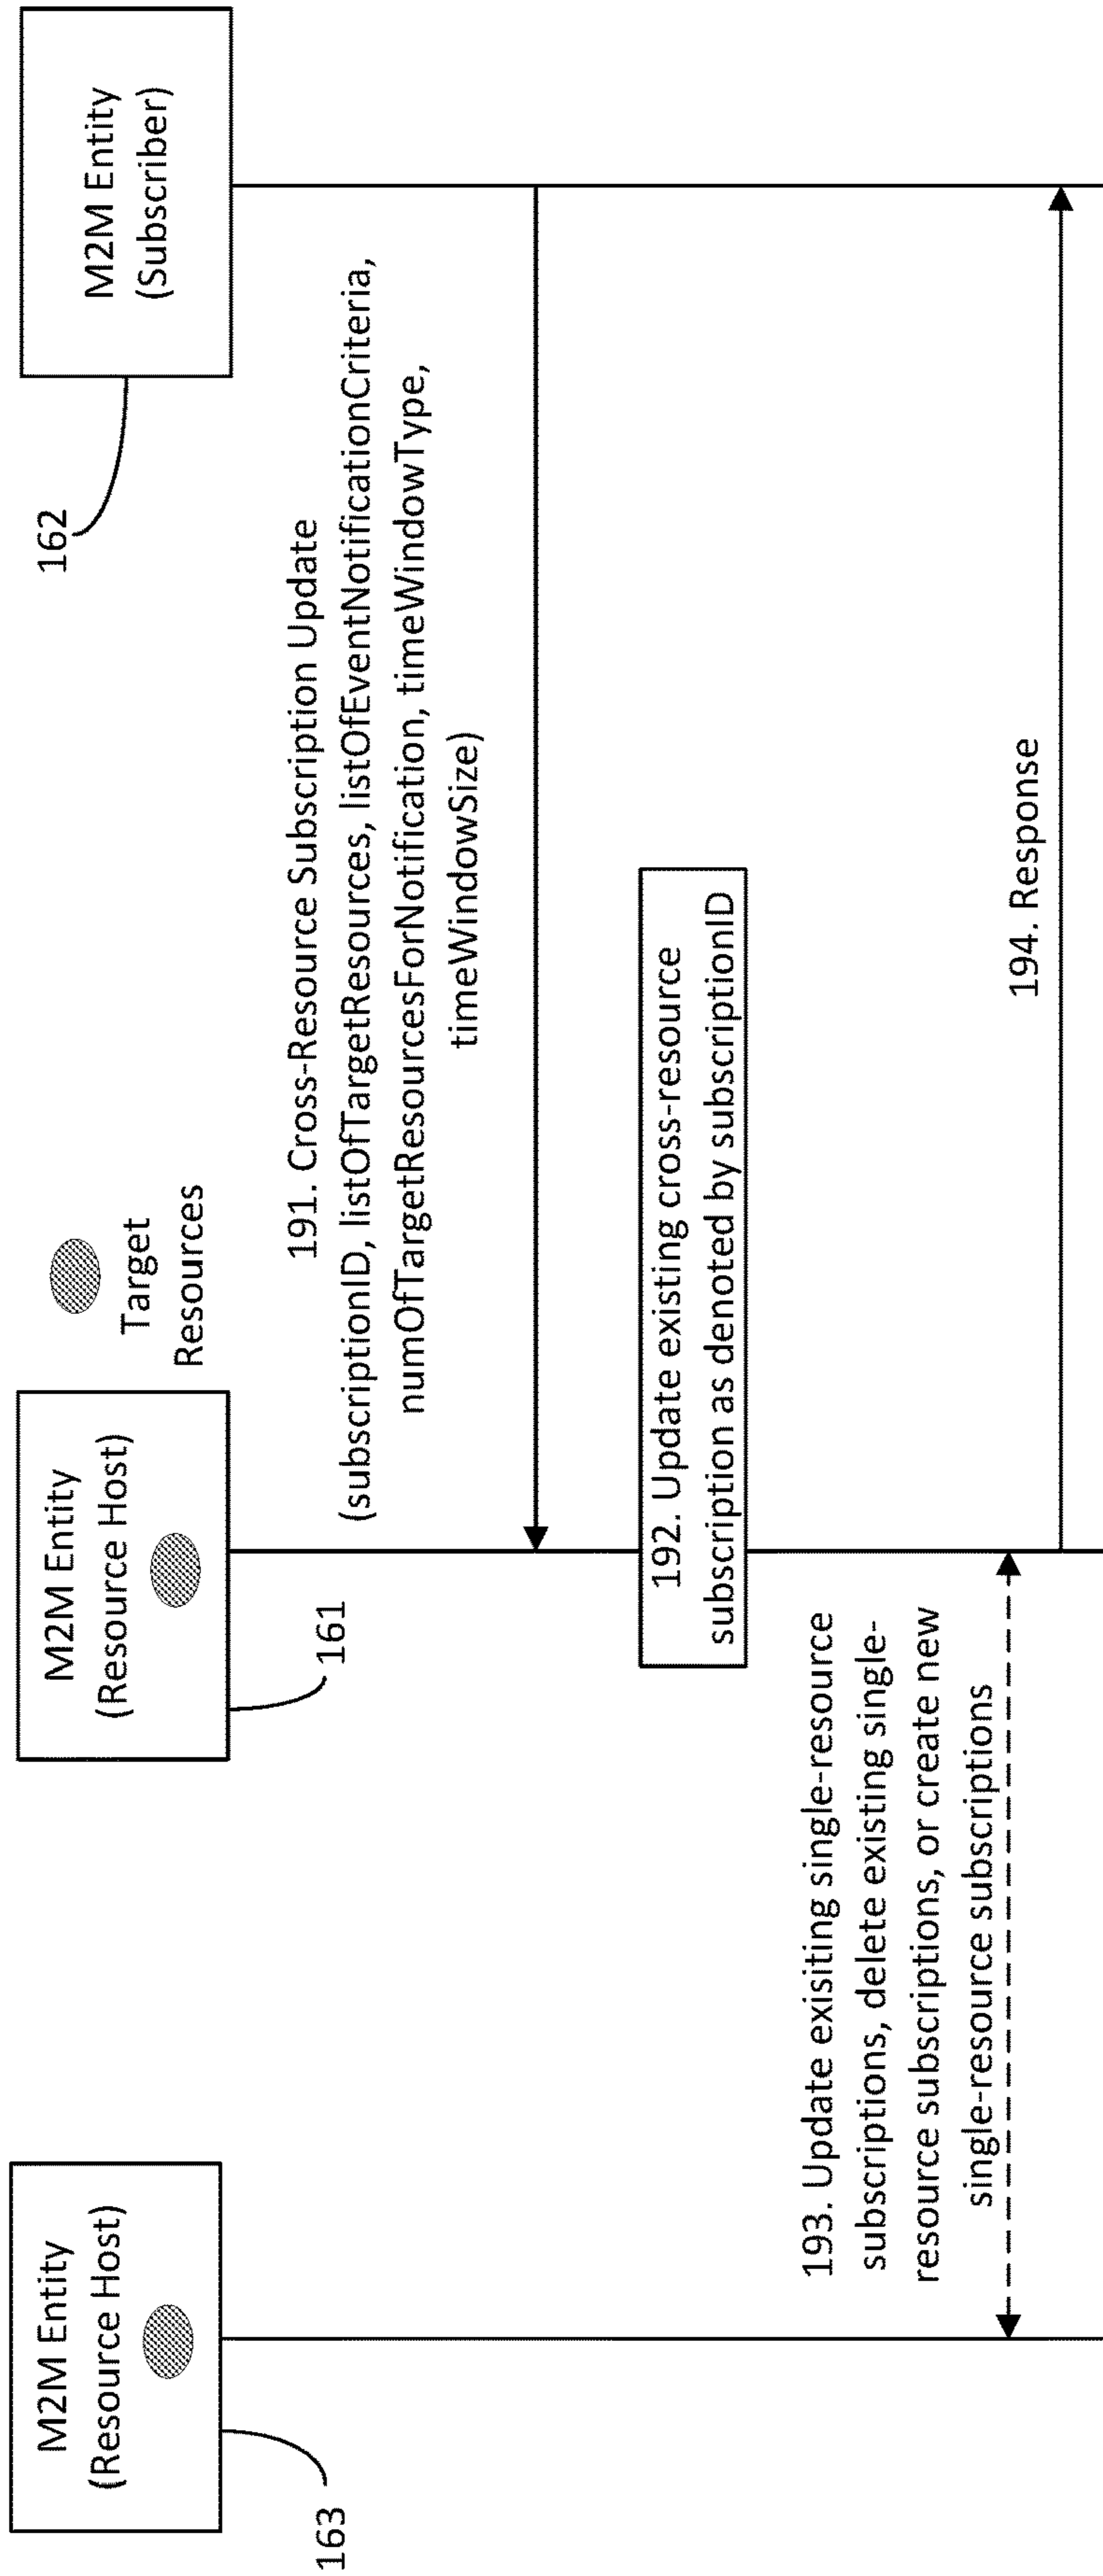 M2M Entity
(Resource Host)
163
M2M Entity
(Resource Host)
161
Target
Resources
M2M Entity
(Subscriber)
162
191. Cross-Resource Subscription Update
(subscriptionID, listOfTargetResources, listOfEventNotificationCriteria,
numOfTargetResourcesForNotification, timeWindowType,
timeWindowSize)
192. Update existing cross-resource
subscription as denoted by subscriptionID
193. Update exisiting single-resource
subscriptions, delete existing single-
resource subscriptions, or create new
single-resource subscriptions
194. Response